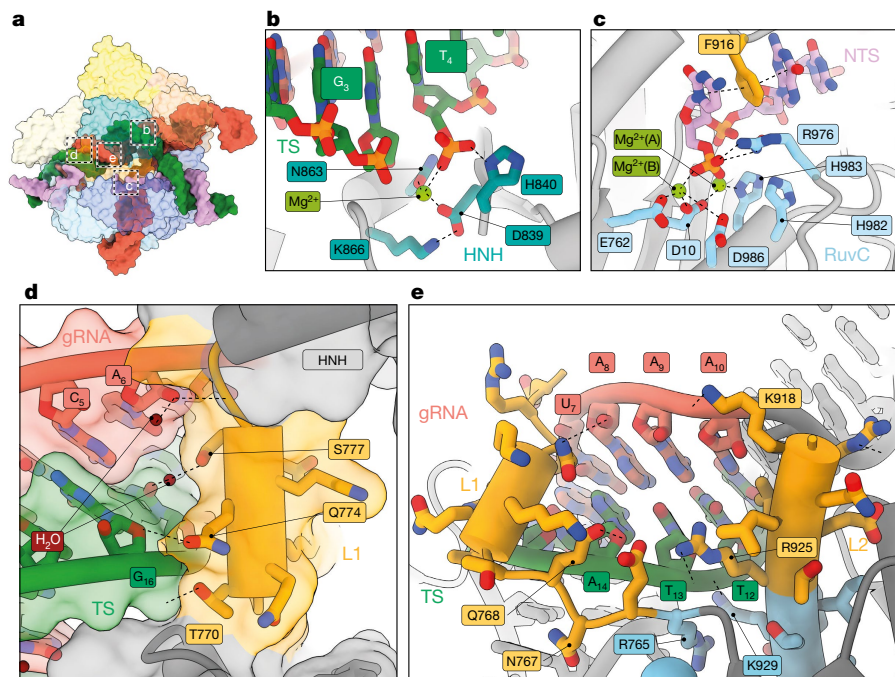 a
b
d
e
c
b
G3
T4
TS
N863
Mg2+
H840
K866
D839
HNH
c
F916
NTS
R976
Mg2+(A)
Mg2+(B)
H983
E762
D10
H982
D986
RuvC
d
gRNA
HNH
A6
C5
S777
Q774
H2O
L1
G16
TS
T770
e
A8
A9
A10
K918
U7
gRNA
L1
L2
R925
A14
TS
T13
T12
Q768
R765
K929
N767